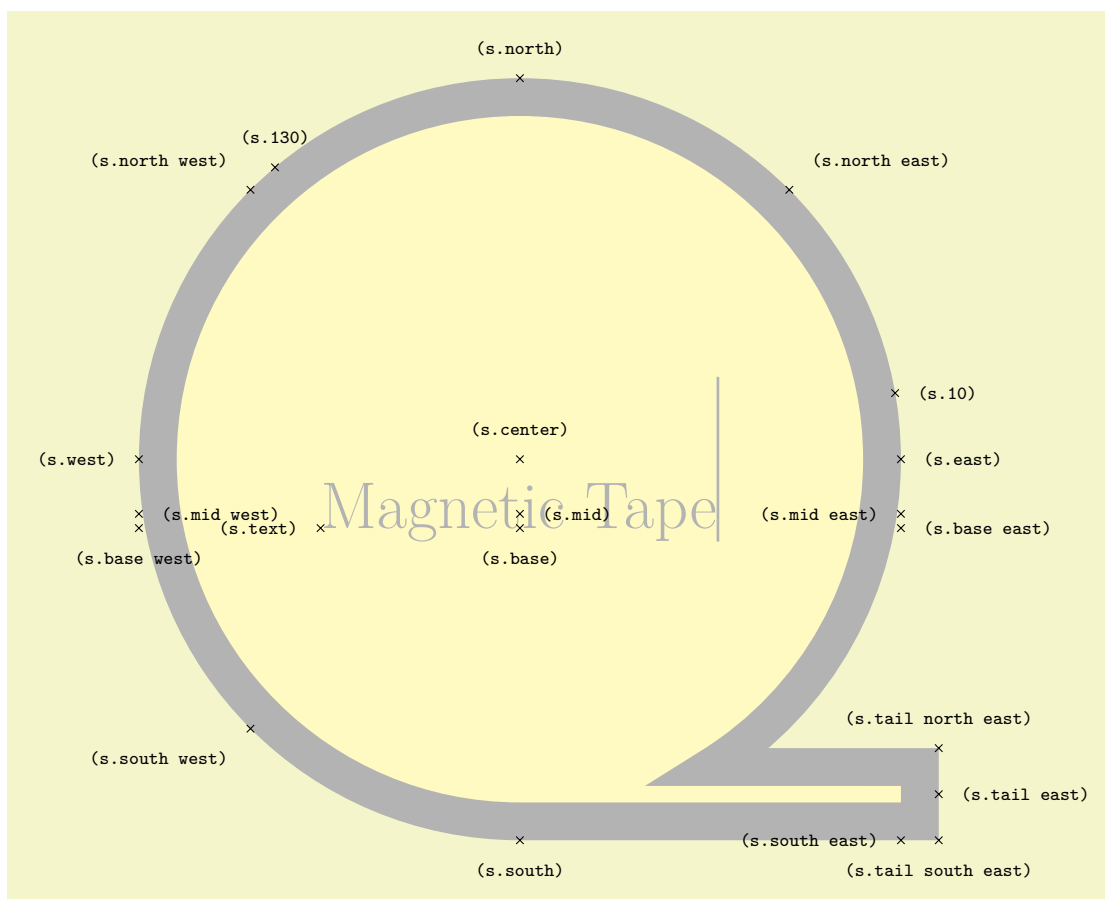 (s.north)
(s.130)
(s.north west)
(s.north east)
(s.10)
(s.center)
(s.west)
(s.east)
Magnetic Tape
(s.mid west)
(s.mid)
(s.mid east)
(s.text)
(s.base east)
(s.base west)
(s.base)
(s.tail north east)
(s.south west)
(s.tail east)
(s.south east)
(s.south)
(s.tail south east)